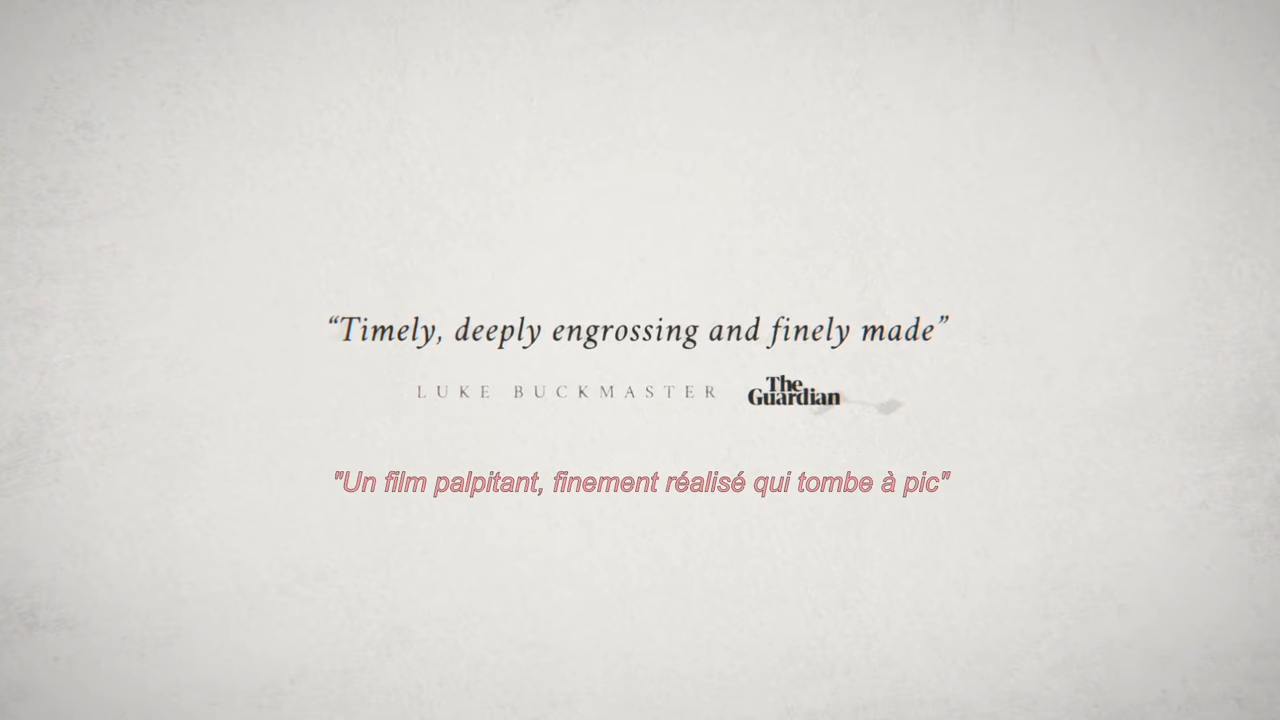 “Timely, deeply engrossing and finely made”
LUKE BUCKMASTER The Guardian
"Un film palpitant, finement réalisé qui tombe à pic"